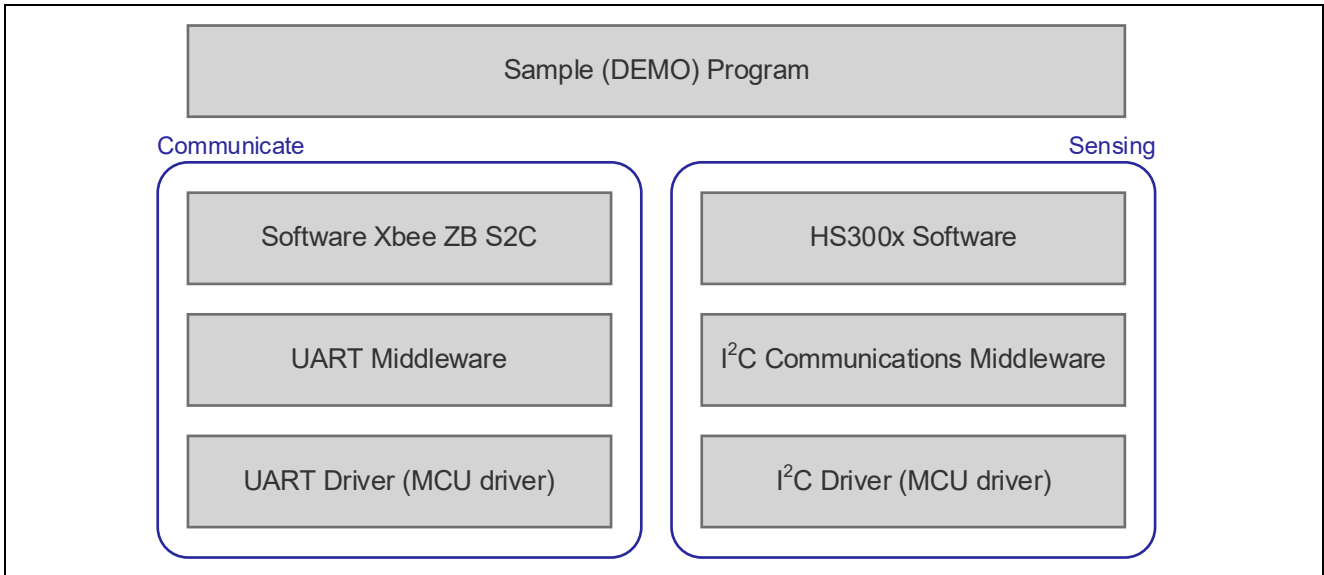 Sample (DEMO) Program
Communicate
Sensing
Software Xbee ZB S2C
HS300x Software
UART Middleware
I²C Communications Middleware
UART Driver (MCU driver)
I²C Driver (MCU driver)